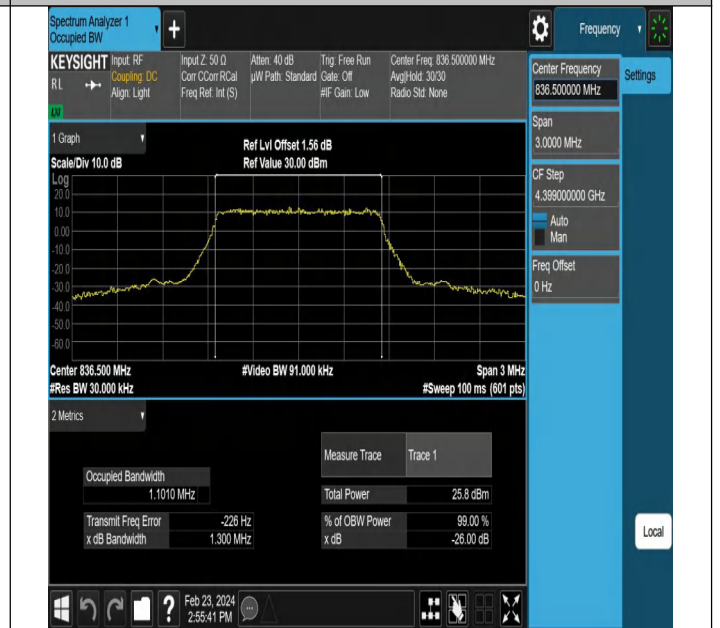 Spectrum Analyzer 1
Occupied BW
+
Frequency
KEYSIGHT
RL
LXI
Input: RF
Coupling: DC
Align: Light
Input Z: 50 Ω
Corr CCorr RCal
Freq Ref: Int (S)
Atten: 40 dB
µW Path: Standard
Trig: Free Run
Gate: Off
#IF Gain: Low
Center Freq: 836.500000 MHz
Avg|Hold: 30/30
Radio Std: None
Center Frequency
836.500000 MHz
Settings
Span
3.0000 MHz
CF Step
4.399000000 GHz
Auto
Man
Freq Offset
0 Hz
1 Graph
Scale/Div 10.0 dB
Ref Lvl Offset 1.56 dB
Ref Value 30.00 dBm
Log
20.0
10.0
0.00
-10.0
-20.0
-30.0
-40.0
-50.0
-60.0
Center 836.500 MHz
#Video BW 91.000 kHz
Span 3 MHz
#Res BW 30.000 kHz
#Sweep 100 ms (601 pts)
2 Metrics
Measure Trace Trace 1
Occupied Bandwidth
1.1010 MHz
Total Power 25.8 dBm
Transmit Freq Error -226 Hz
% of OBW Power 99.00 %
x dB Bandwidth 1.300 MHz
x dB -26.00 dB
Local
?
Feb 23, 2024
2:55:41 PM